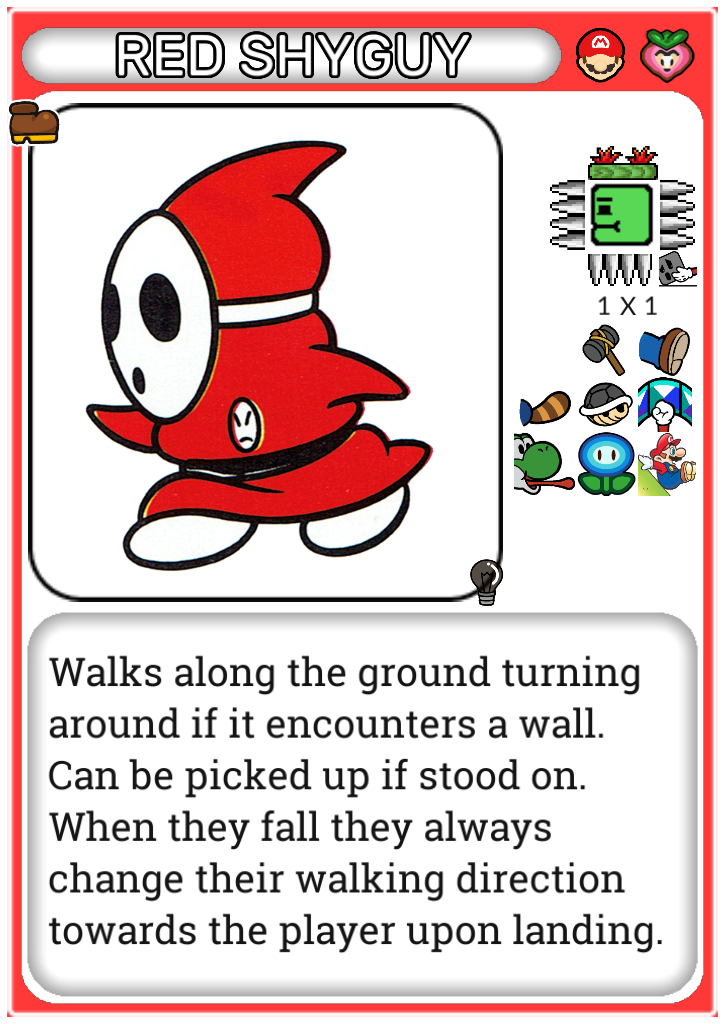 RED SHYGUY
1 X 1
Walks along the ground turning
around if it encounters a wall.
Can be picked up if stood on.
When they fall they always
change their walking direction
towards the player upon landing.